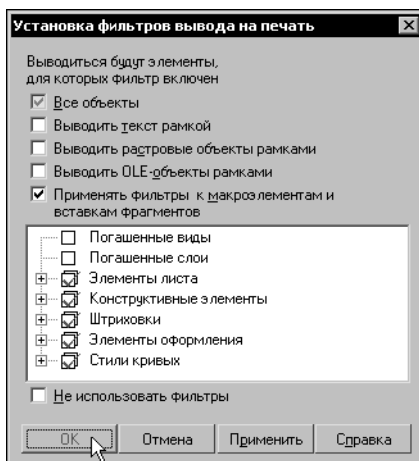 Установка фильтров вывода на печать
Выводиться будут элементы,
для которых фильтр включен
Все объекты
Выводить текст рамкой
Выводить растровые объекты рамками
Выводить OLE-объекты рамками
Применять фильтры к макроэлементам и
вставкам фрагментов
Погашенные виды
Погашенные слои
Элементы листа
Конструктивные элементы
Штриховки
Элементы оформления
Стили кривых
Не использовать фильтры
OK Отмена Применить Справка